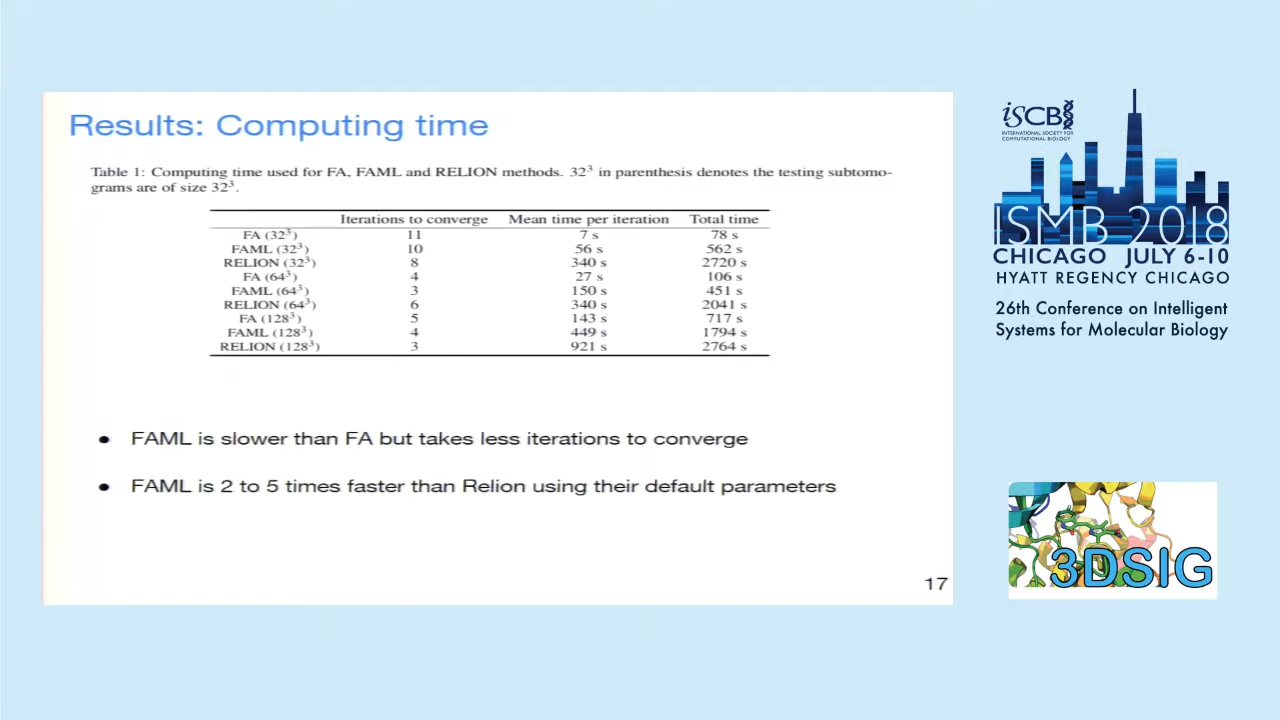 Results: Computing time
Table 1: Computing time used for FA, FAML and RELION methods. 32³ in parenthesis denotes the testing subtomo-
grams are of size 32³.
Iterations to converge Mean time per iteration Total time
FA (32³) 11 7 s 78 s
FAML (32³) 10 56 s 562 s
RELION (32³) 8 340 s 2720 s
FA (64³) 4 27 s 106 s
FAML (64³) 3 150 s 451 s
RELION (64³) 6 340 s 2041 s
FA (128³) 5 143 s 717 s
FAML (128³) 4 449 s 1794 s
RELION (128³) 3 921 s 2764 s
● FAML is slower than FA but takes less iterations to converge
● FAML is 2 to 5 times faster than Relion using their default parameters
17
iSCB
INTERNATIONAL SOCIETY FOR
COMPUTATIONAL BIOLOGY
ISMB 2018
CHICAGO JULY 6-10
HYATT REGENCY CHICAGO
26th Conference on Intelligent
Systems for Molecular Biology
3DSIG